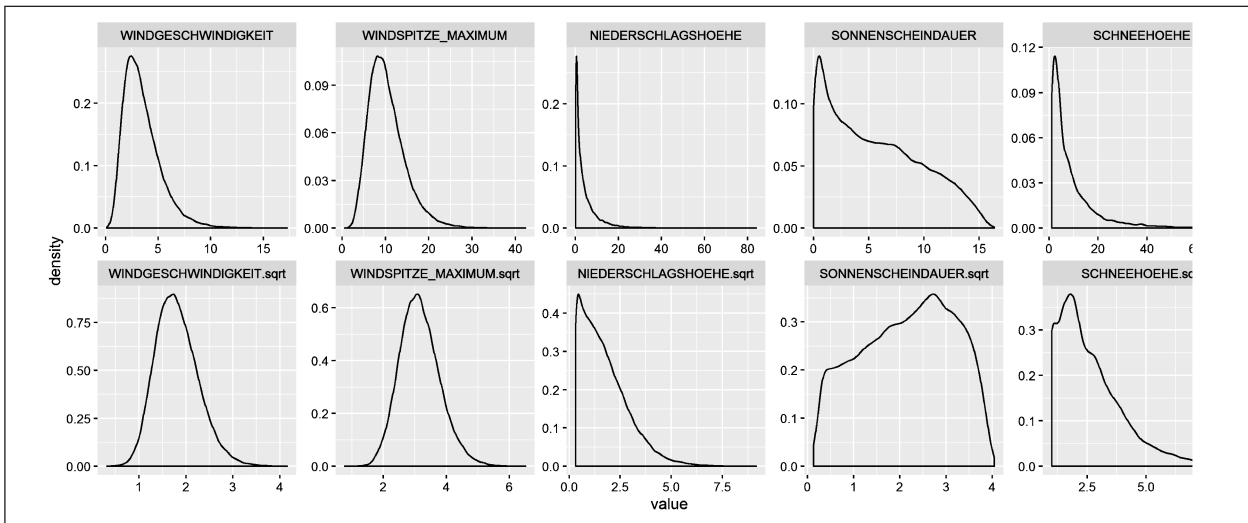 WINDGESCHWINDIGKEIT
WINDSPITZE_MAXIMUM
NIEDERSCHLAGSHOEHE
SONNENSCHEINDAUER
SCHNEEHOEHE
0.2
0.1
0.0
0 5 10 15
0.09
0.06
0.03
0.00
0 10 20 30 40
0.2
0.1
0.0
0 20 40 60 80
0.10
0.05
0.00
0 5 10 15
0.12
0.09
0.06
0.03
0.00
0 20 40 6
density
WINDGESCHWINDIGKEIT.sqrt
WINDSPITZE_MAXIMUM.sqrt
NIEDERSCHLAGSHOEHE.sqrt
SONNENSCHEINDAUER.sqrt
SCHNEEHOEHE.sc
0.75
0.50
0.25
0.00
1 2 3 4
0.6
0.4
0.2
0.0
2 4 6
0.4
0.3
0.2
0.1
0.0
0.0 2.5 5.0 7.5
0.3
0.2
0.1
0.0
0 1 2 3 4
0.3
0.2
0.1
0.0
2.5 5.0
value